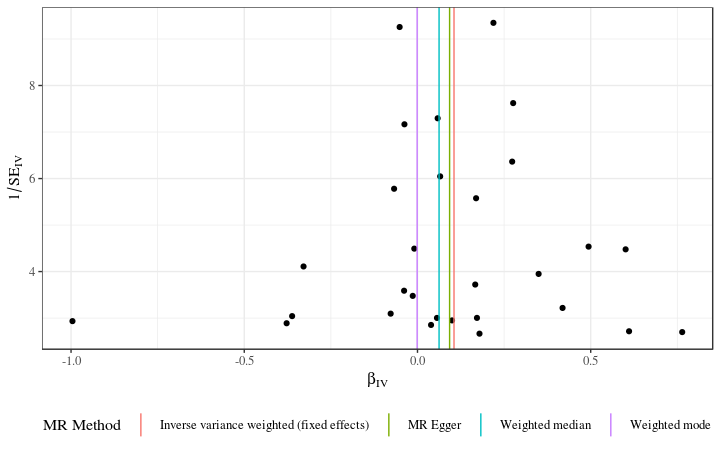 1/SE_IV
8
6
4
-1.0 -0.5 0.0 0.5
β_IV
MR Method Inverse variance weighted (fixed effects) MR Egger Weighted median Weighted mode